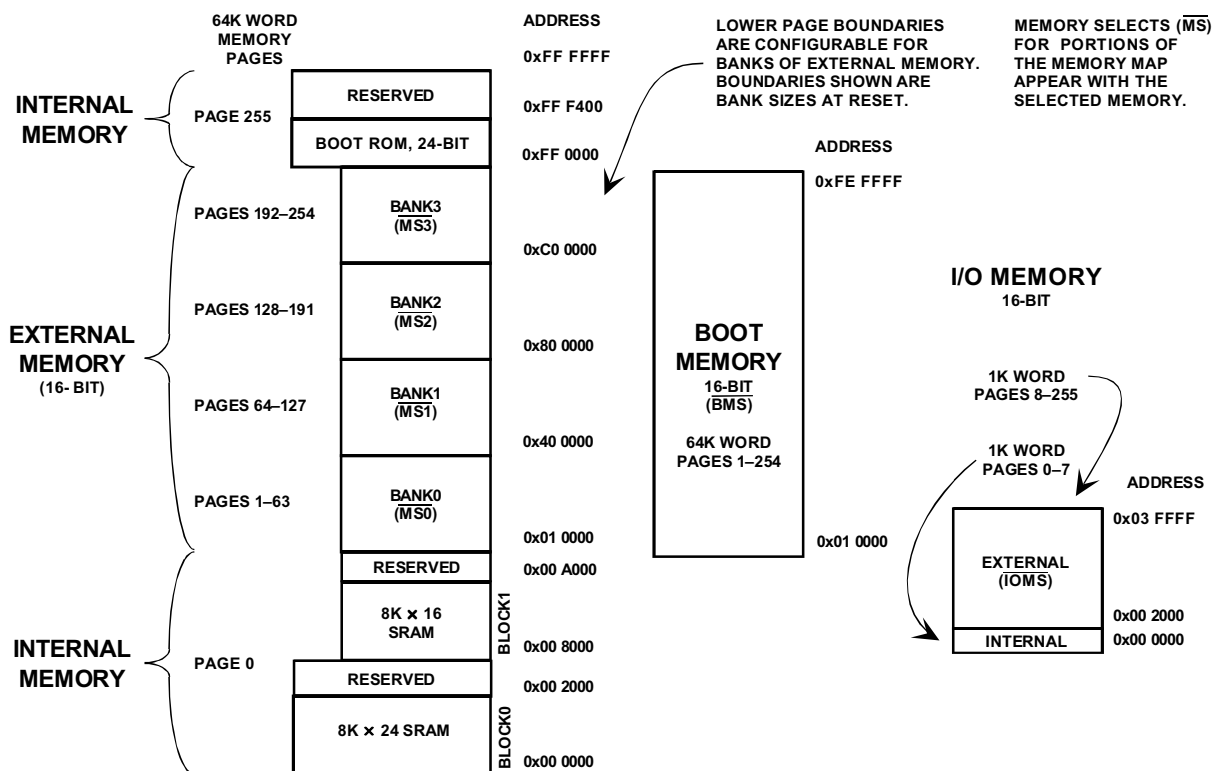 64K WORD
MEMORY
PAGES
ADDRESS
0xFF FFFF
INTERNAL
MEMORY
PAGE 255
RESERVED
0xFF F400
BOOT ROM, 24-BIT
0xFF 0000
EXTERNAL
MEMORY
(16- BIT)
PAGES 192–254
BANK3
(MS3)
0xC0 0000
PAGES 128–191
BANK2
(MS2)
0x80 0000
PAGES 64–127
BANK1
(MS1)
0x40 0000
PAGES 1–63
BANK0
(MS0)
0x01 0000
INTERNAL
MEMORY
PAGE 0
RESERVED
0x00 A000
8K × 16
SRAM
BLOCK1
0x00 8000
RESERVED
0x00 2000
8K × 24 SRAM
BLOCK0
0x00 0000
LOWER PAGE BOUNDARIES
ARE CONFIGURABLE FOR
BANKS OF EXTERNAL MEMORY.
BOUNDARIES SHOWN ARE
BANK SIZES AT RESET.
MEMORY SELECTS (MS)
FOR PORTIONS OF
THE MEMORY MAP
APPEAR WITH THE
SELECTED MEMORY.
ADDRESS
0xFE FFFF
BOOT
MEMORY
16-BIT
(BMS)
64K WORD
PAGES 1–254
0x01 0000
I/O MEMORY
16-BIT
1K WORD
PAGES 8–255
1K WORD
PAGES 0–7
ADDRESS
0x03 FFFF
EXTERNAL
(IOMS)
0x00 2000
INTERNAL
0x00 0000